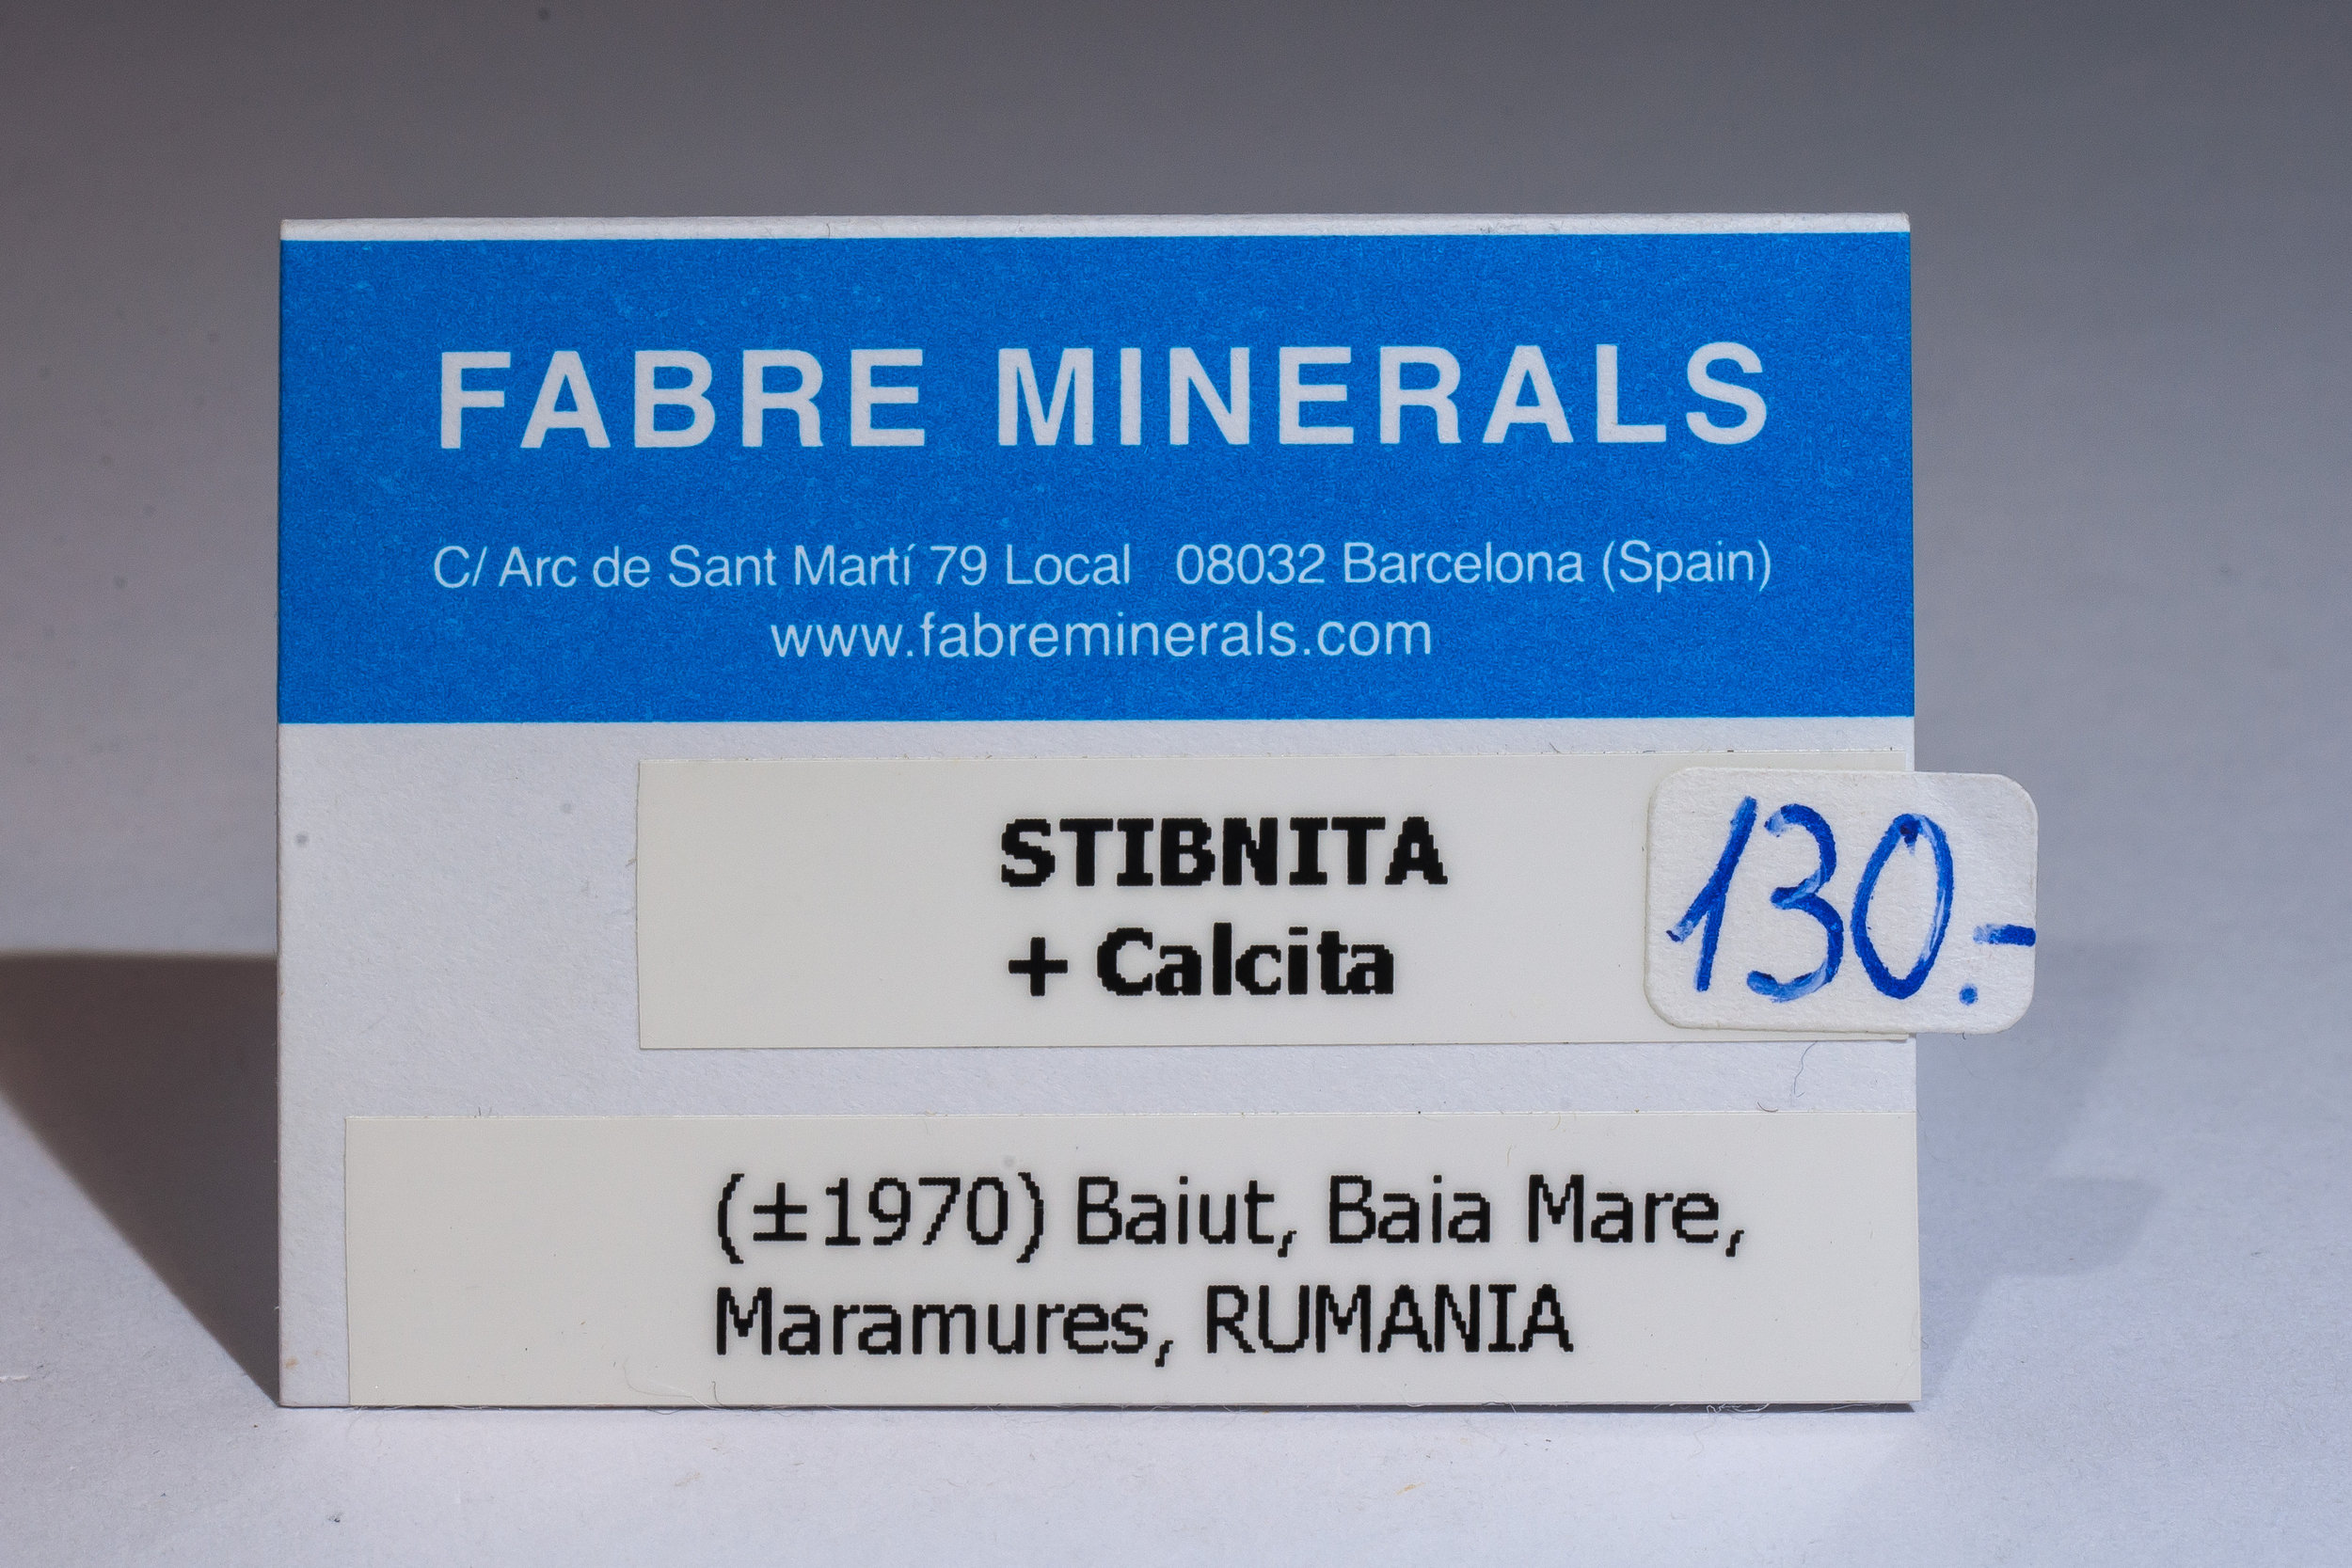 FABRE MINERALS
C/ Arc de Sant Martí 79 Local 08032 Barcelona (Spain)
www.fabreminerals.com
STIBNITA
+ Calcita
130.-
(±1970) Baiut, Baia Mare,
Maramures, RUMANIA